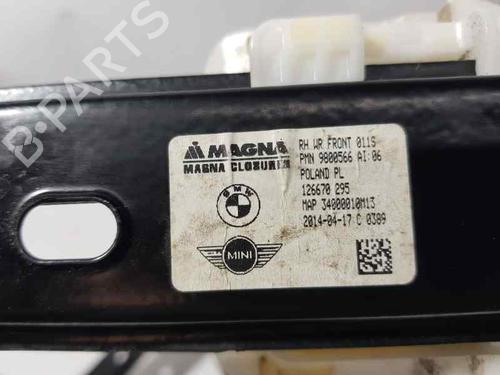 MAGNA
MAGNA CLOSURES
RH WR FRONT 011S
PMN 9800566 AI:06
POLAND PL
126670 295
MAP 34000010M13
2014-04-17 C 0389
BMW
MINI
B-PARTS